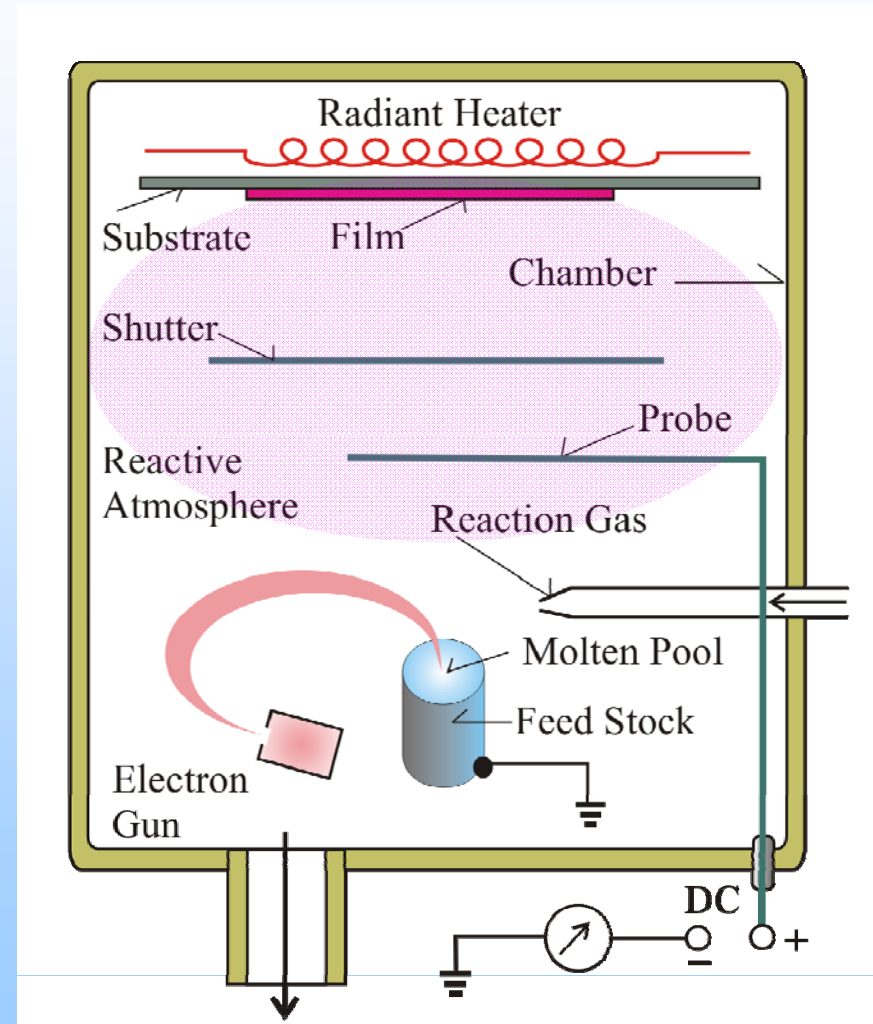 Radiant Heater
Substrate
Film
Chamber
Shutter
Probe
Reactive
Atmosphere
Reaction Gas
Molten Pool
Feed Stock
Electron
Gun
DC
+
−